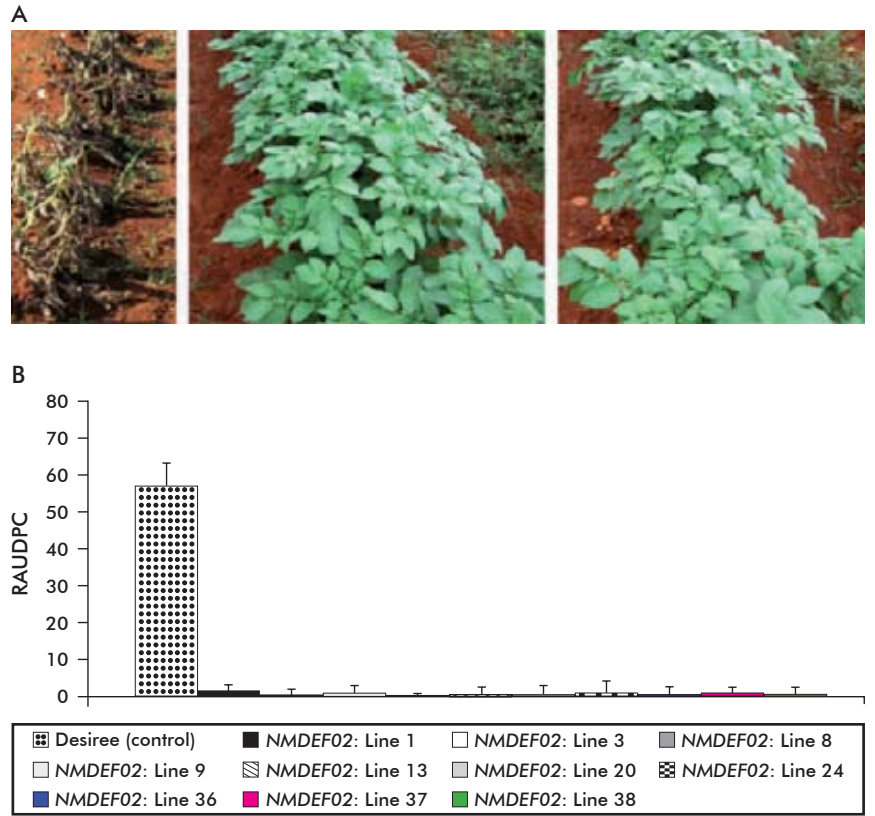 A
B
80
70
60
50
40
30
20
10
0
RAUDPC
Desiree (control) NMDEF02: Line 1 NMDEF02: Line 3 NMDEF02: Line 8
NMDEF02: Line 9 NMDEF02: Line 13 NMDEF02: Line 20 NMDEF02: Line 24
NMDEF02: Line 36 NMDEF02: Line 37 NMDEF02: Line 38